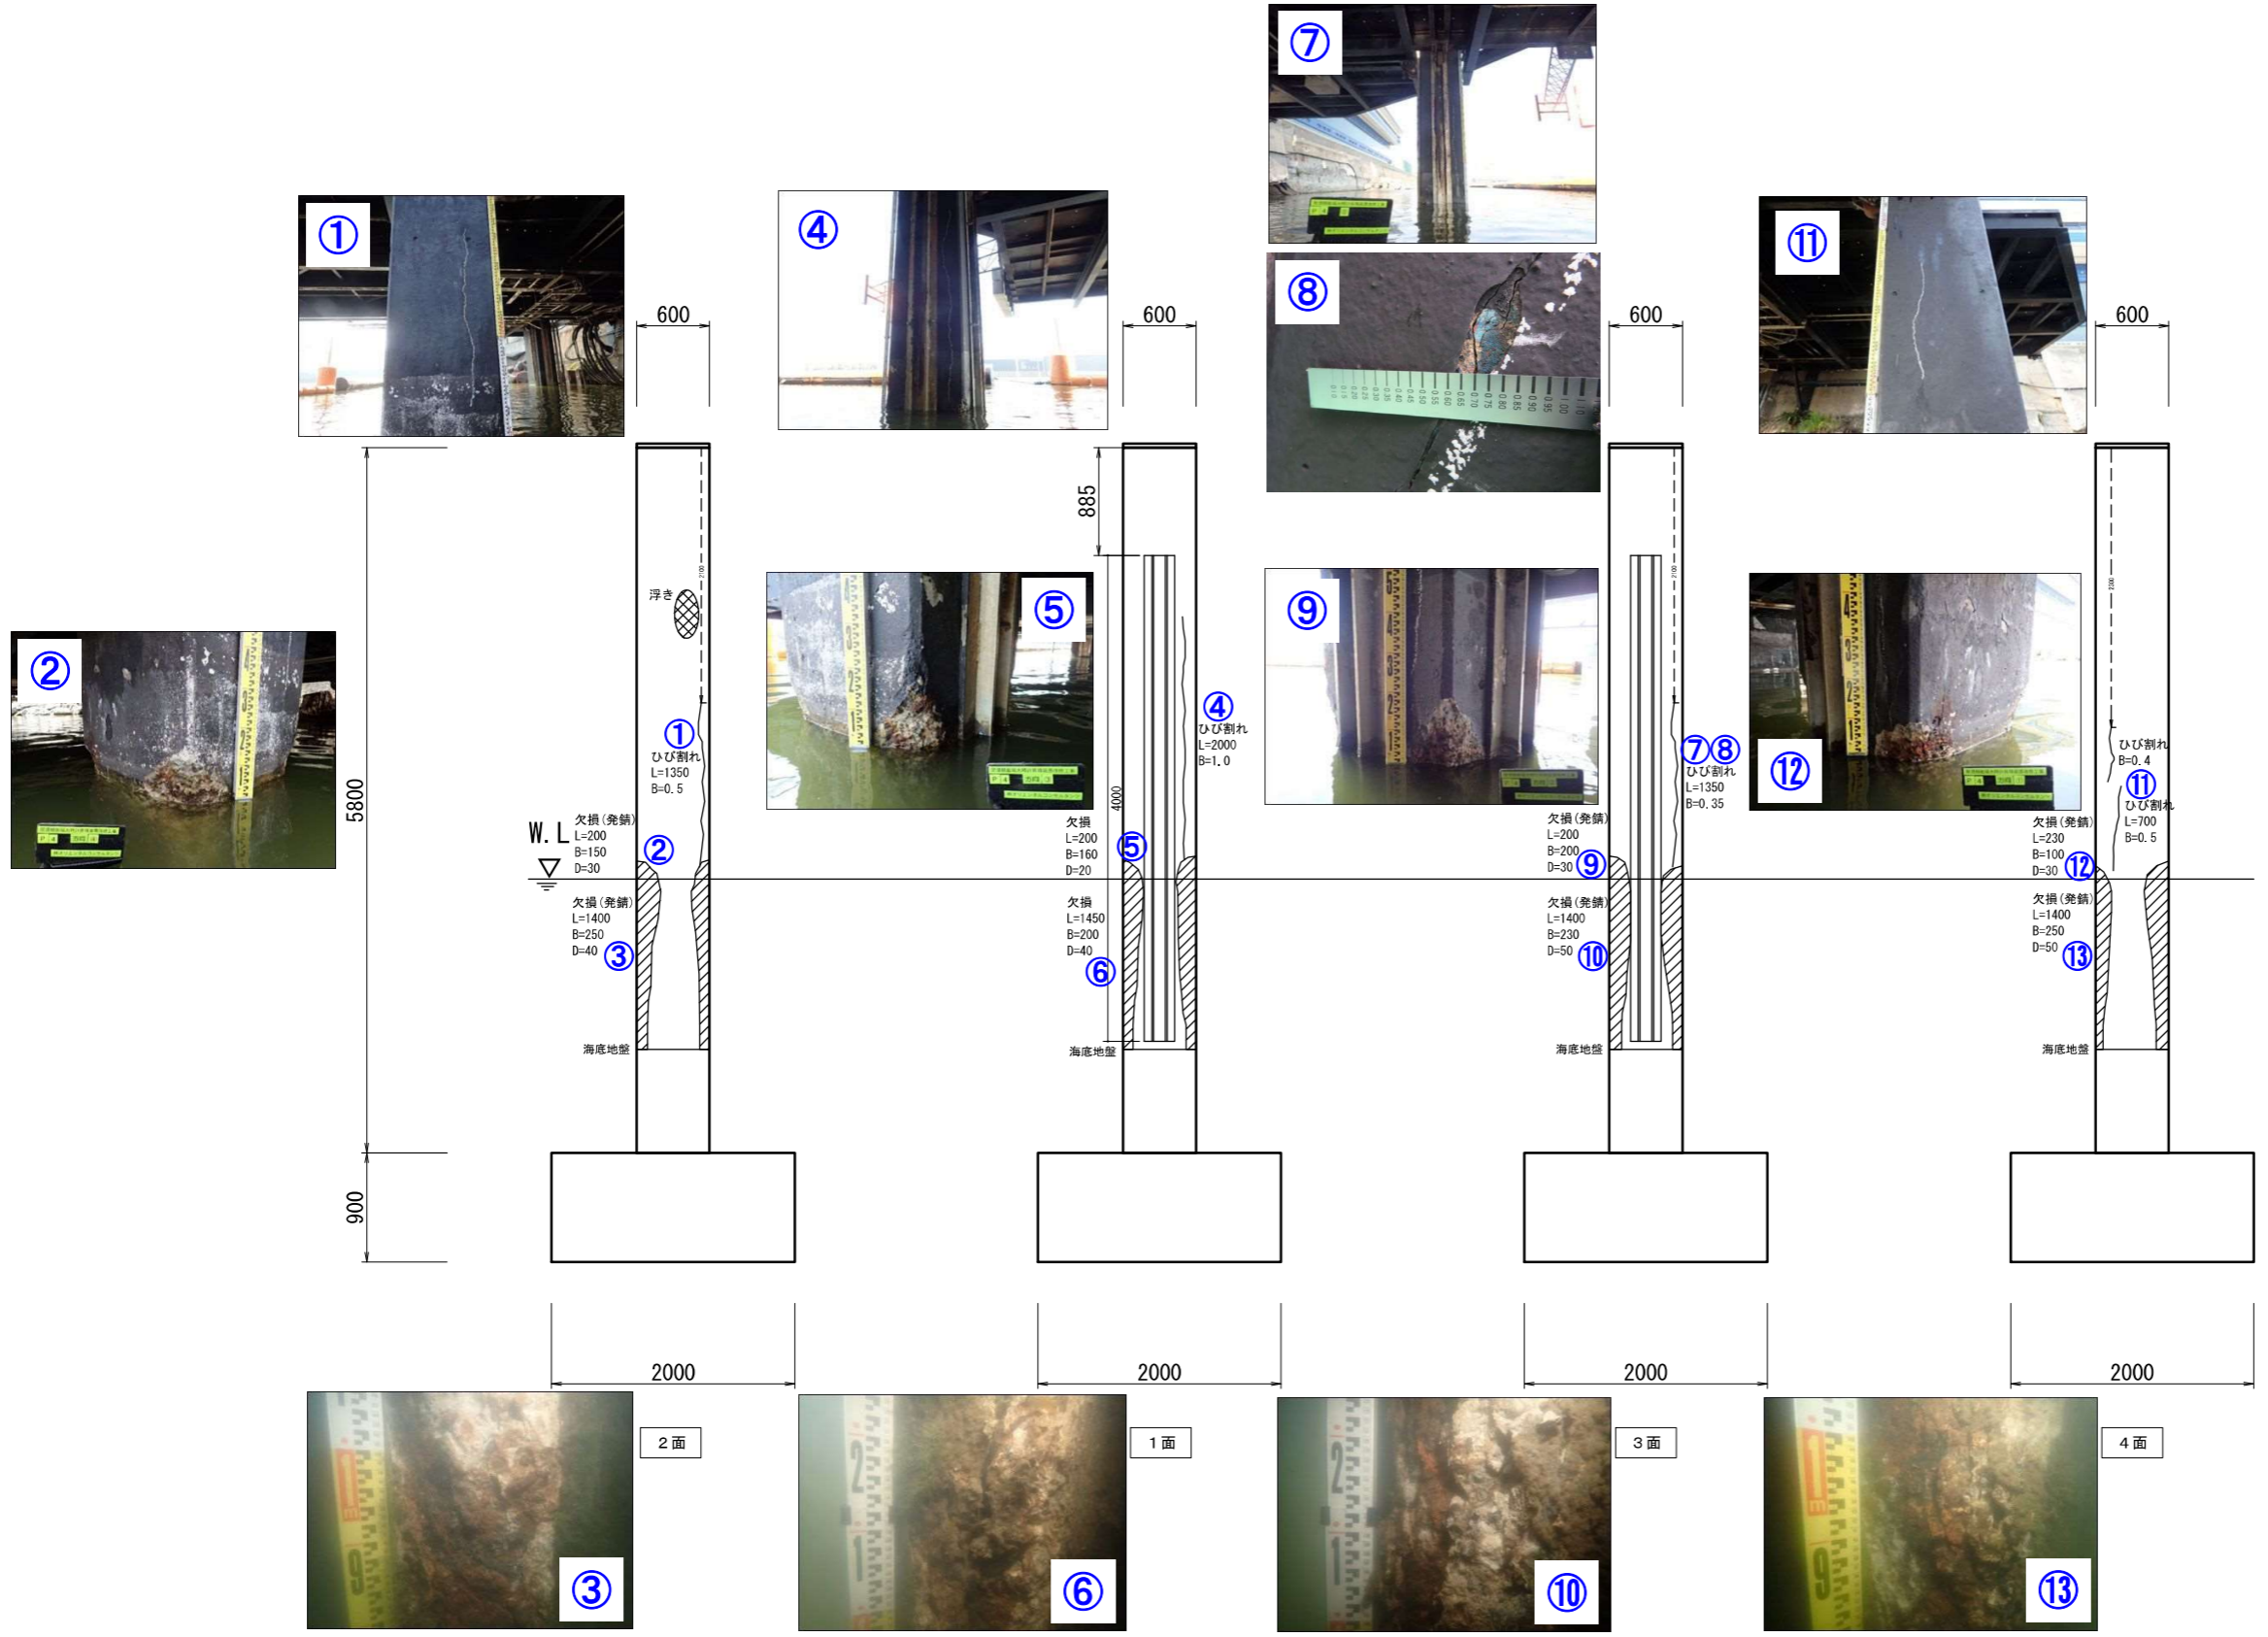 ⑦
①
④
⑧
⑪
600
600
600
600
885
5800
②
浮き
2100
①
ひび割れ
L=1350
B=0.5
W.L
欠損(発錆)
L=200
B=150
D=30
②
欠損(発錆)
L=1400
B=250
D=40
③
海底地盤
⑤
4000
④
ひび割れ
L=2000
B=1.0
欠損
L=200
B=160
D=20
⑤
欠損
L=1450
B=200
D=40
⑥
海底地盤
⑨
2100
⑦⑧
ひび割れ
L=1350
B=0.35
欠損(発錆)
L=200
B=200
D=30
⑨
欠損(発錆)
L=1400
B=230
D=50
⑩
海底地盤
⑫
ひび割れ
B=0.4
⑪
ひび割れ
L=700
B=0.5
欠損(発錆)
L=230
B=100
D=30
⑫
欠損(発錆)
L=1400
B=250
D=50
⑬
海底地盤
900
2000
2000
2000
2000
2面
1面
3面
4面
③
⑥
⑩
⑬